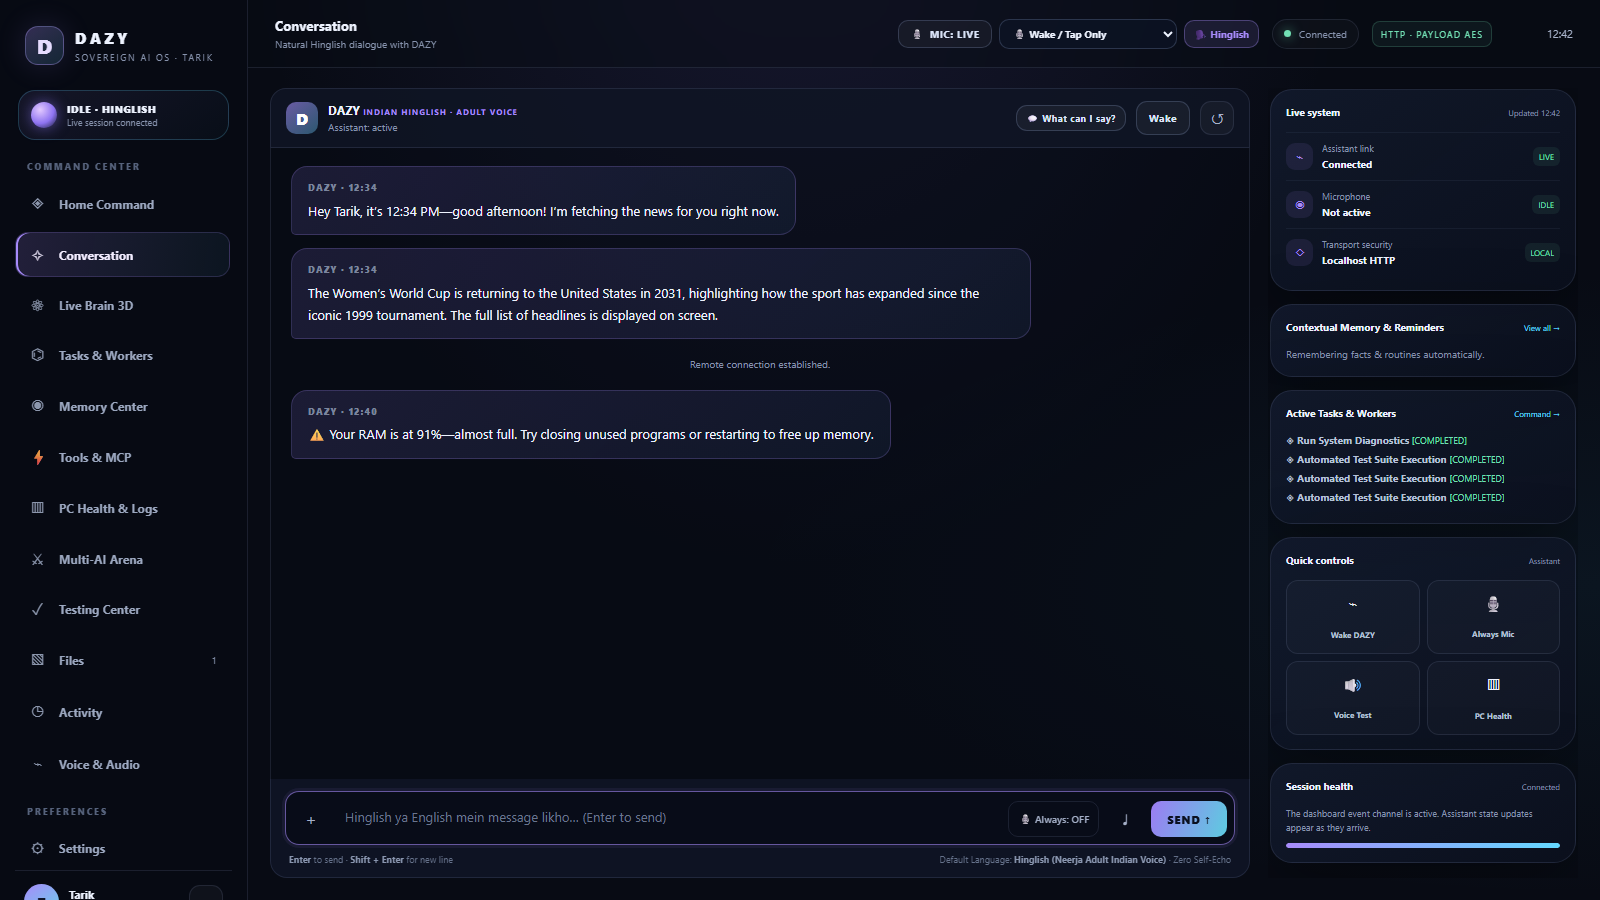 D
DAZY
SOVEREIGN AI OS · TARIK
IDLE · HINGLISH
Live session connected
COMMAND CENTER
Home Command
Conversation
Live Brain 3D
Tasks & Workers
Memory Center
Tools & MCP
PC Health & Logs
Multi-AI Arena
Testing Center
Files 1
Activity
Voice & Audio
PREFERENCES
Settings
Tarik
Conversation
Natural Hinglish dialogue with DAZY
MIC: LIVE
Wake / Tap Only
Hinglish
Connected
HTTP · PAYLOAD AES
12:42
D
DAZY INDIAN HINGLISH · ADULT VOICE
Assistant: active
What can I say?
Wake
DAZY · 12:34
Hey Tarik, it's 12:34 PM—good afternoon! I'm fetching the news for you right now.
DAZY · 12:34
The Women's World Cup is returning to the United States in 2031, highlighting how the sport has expanded since the
iconic 1999 tournament. The full list of headlines is displayed on screen.
Remote connection established.
DAZY · 12:40
⚠️ Your RAM is at 91%—almost full. Try closing unused programs or restarting to free up memory.
+
Hinglish ya English mein message likho... (Enter to send)
Always: OFF
SEND ↑
Enter to send · Shift + Enter for new line
Default Language: Hinglish (Neerja Adult Indian Voice) · Zero Self-Echo
Live system
Updated 12:42
Assistant link
Connected
LIVE
Microphone
Not active
IDLE
Transport security
Localhost HTTP
LOCAL
Contextual Memory & Reminders
View all →
Remembering facts & routines automatically.
Active Tasks & Workers
Command →
◈ Run System Diagnostics [COMPLETED]
◈ Automated Test Suite Execution [COMPLETED]
◈ Automated Test Suite Execution [COMPLETED]
◈ Automated Test Suite Execution [COMPLETED]
Quick controls
Assistant
Wake DAZY
Always Mic
Voice Test
PC Health
Session health
Connected
The dashboard event channel is active. Assistant state updates
appear as they arrive.